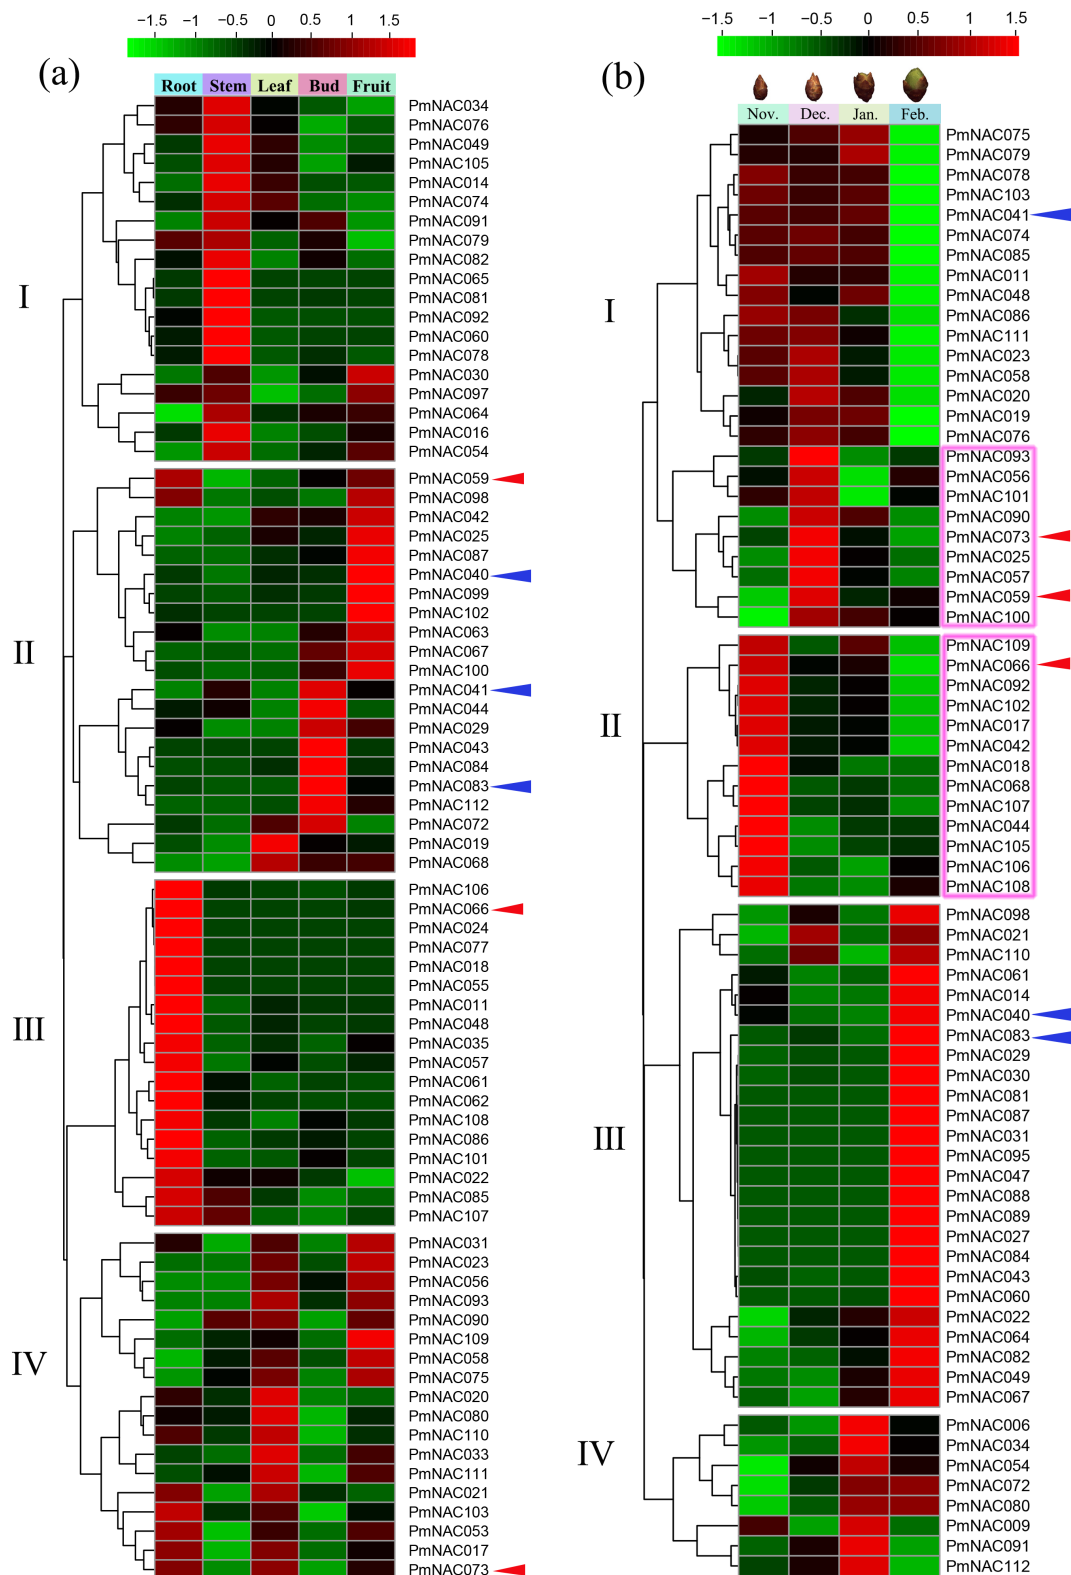 −1.5 −1 −0.5 0 0.5 1 1.5
(a)
Root Stem Leaf Bud Fruit
I
PmNAC034
PmNAC076
PmNAC049
PmNAC105
PmNAC014
PmNAC074
PmNAC091
PmNAC079
PmNAC082
PmNAC065
PmNAC081
PmNAC092
PmNAC060
PmNAC078
PmNAC030
PmNAC097
PmNAC064
PmNAC016
PmNAC054
II
PmNAC059
PmNAC098
PmNAC042
PmNAC025
PmNAC087
PmNAC040
PmNAC099
PmNAC102
PmNAC063
PmNAC067
PmNAC100
PmNAC041
PmNAC044
PmNAC029
PmNAC043
PmNAC084
PmNAC083
PmNAC112
PmNAC072
PmNAC019
PmNAC068
III
PmNAC106
PmNAC066
PmNAC024
PmNAC077
PmNAC018
PmNAC055
PmNAC011
PmNAC048
PmNAC035
PmNAC057
PmNAC061
PmNAC062
PmNAC108
PmNAC086
PmNAC101
PmNAC022
PmNAC085
PmNAC107
IV
PmNAC031
PmNAC023
PmNAC056
PmNAC093
PmNAC090
PmNAC109
PmNAC058
PmNAC075
PmNAC020
PmNAC080
PmNAC110
PmNAC033
PmNAC111
PmNAC021
PmNAC103
PmNAC053
PmNAC017
PmNAC073
−1.5 −1 −0.5 0 0.5 1 1.5
(b)
Nov. Dec. Jan. Feb.
I
PmNAC075
PmNAC079
PmNAC078
PmNAC103
PmNAC041
PmNAC074
PmNAC085
PmNAC011
PmNAC048
PmNAC086
PmNAC111
PmNAC023
PmNAC058
PmNAC020
PmNAC019
PmNAC076
PmNAC093
PmNAC056
PmNAC101
PmNAC090
PmNAC073
PmNAC025
PmNAC057
PmNAC059
PmNAC100
II
PmNAC109
PmNAC066
PmNAC092
PmNAC102
PmNAC017
PmNAC042
PmNAC018
PmNAC068
PmNAC107
PmNAC044
PmNAC105
PmNAC106
PmNAC108
III
PmNAC098
PmNAC021
PmNAC110
PmNAC061
PmNAC014
PmNAC040
PmNAC083
PmNAC029
PmNAC030
PmNAC081
PmNAC087
PmNAC031
PmNAC095
PmNAC047
PmNAC088
PmNAC089
PmNAC027
PmNAC084
PmNAC043
PmNAC060
PmNAC022
PmNAC064
PmNAC082
PmNAC049
PmNAC067
IV
PmNAC006
PmNAC034
PmNAC054
PmNAC072
PmNAC080
PmNAC009
PmNAC091
PmNAC112